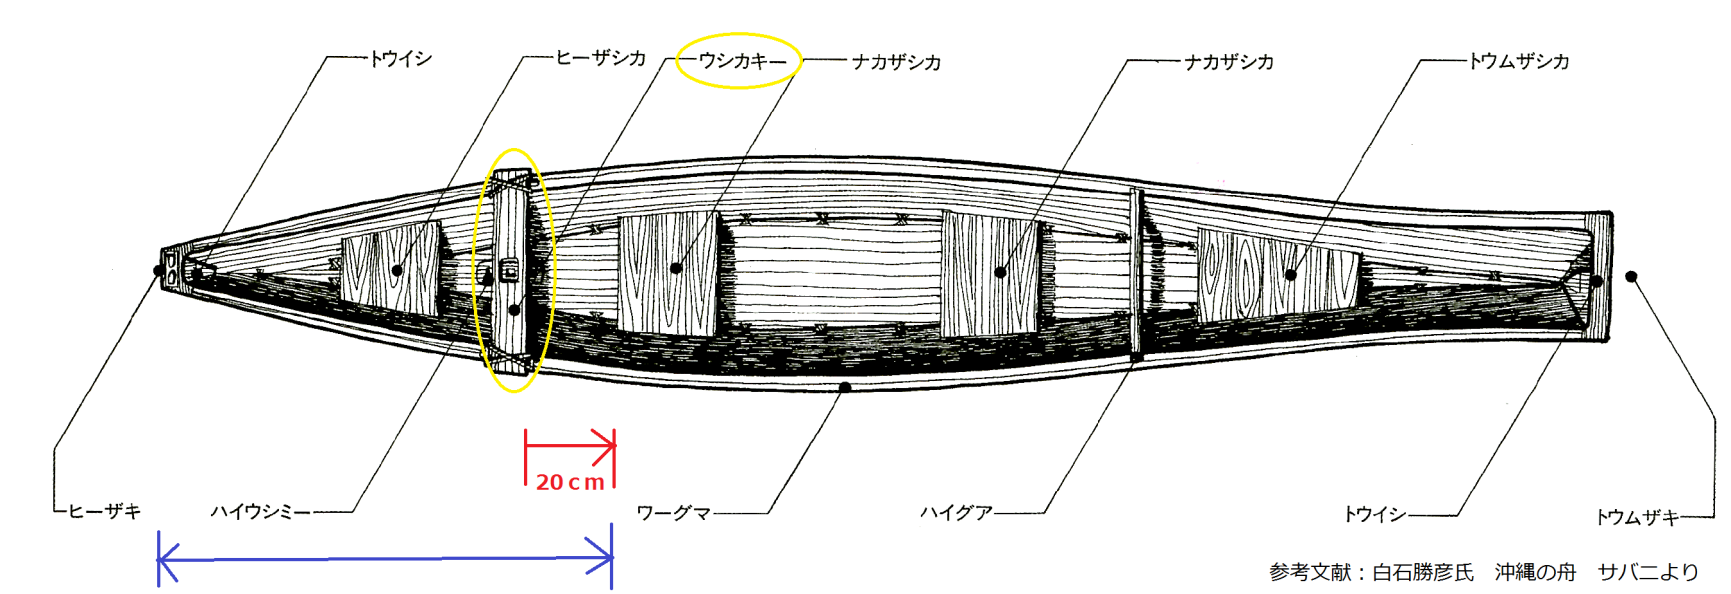 トウイシ
ヒーザシカ
ウシカキー
ナカザシカ
ナカザシカ
トウムザシカ
20cm
ヒーザキ
ハイウシミー
ワーグマ
ハイグア
トウイシ
トウムザキ
参考文献：白石勝彦氏　沖縄の舟　サバニより